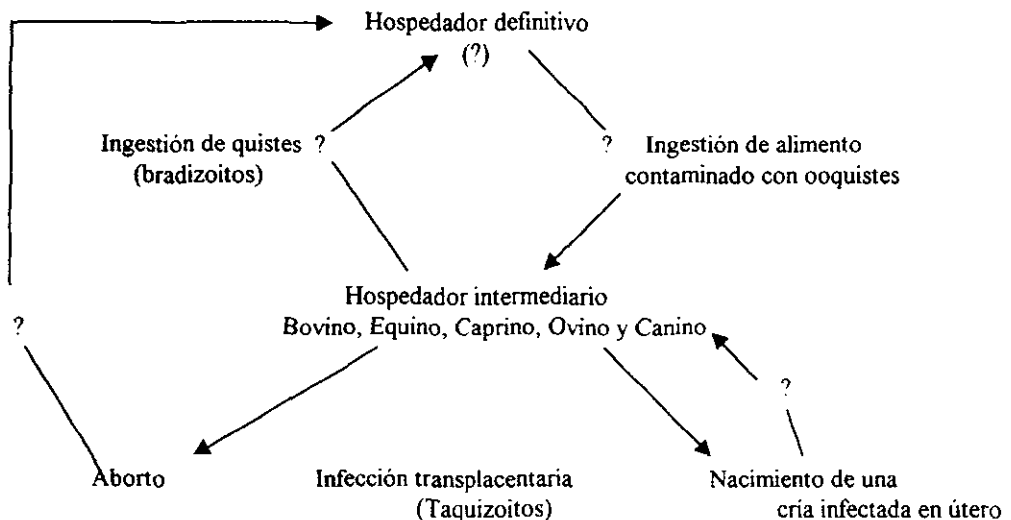 Hospedador definitivo
(?)
Ingestión de quistes ?
(bradizoitos)
? Ingestión de alimento
contaminado con ooquistes
Hospedador intermediario
Bovino, Equino, Caprino, Ovino y Canino
?
?
Aborto
Infección transplacentaria
(Taquizoitos)
Nacimiento de una
cría infectada en útero